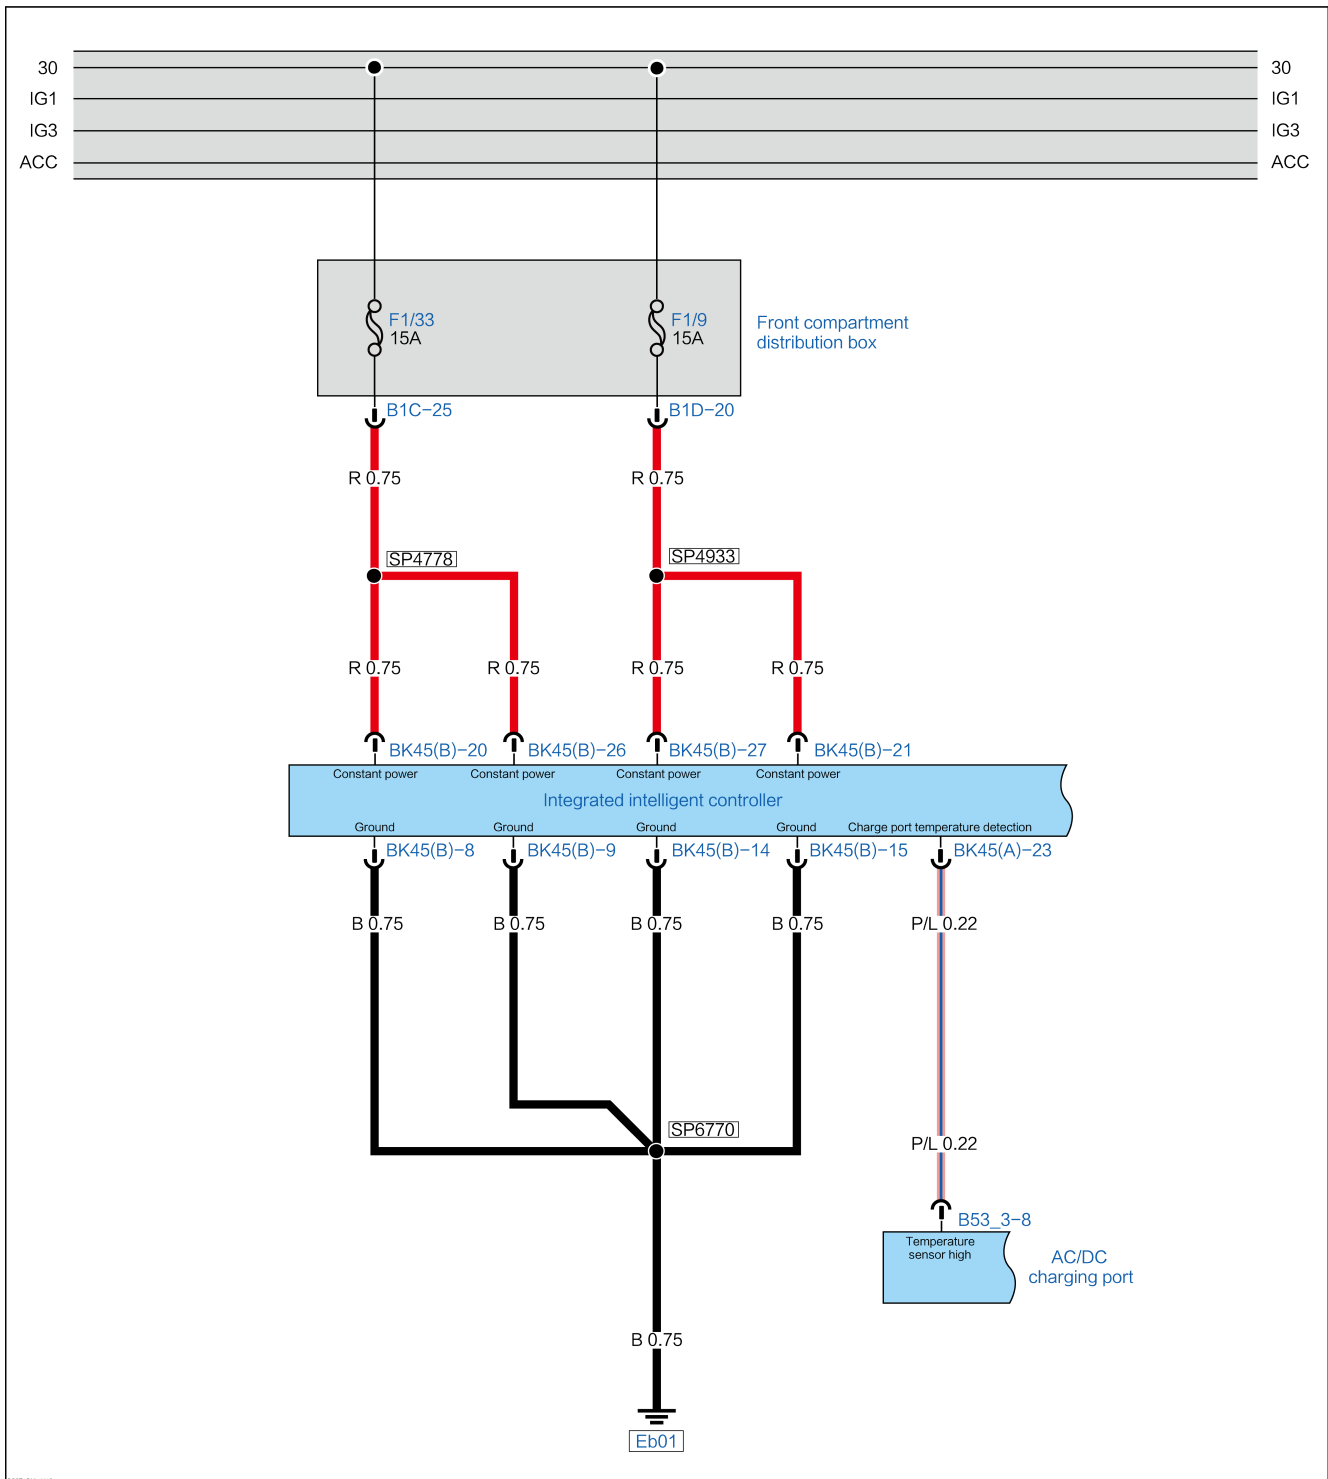 30
30
IG1
IG1
IG3
IG3
ACC
ACC
F1/33
15A
F1/9
15A
Front compartment
distribution box
B1C-25
B1D-20
R 0.75
R 0.75
SP4778
SP4933
R 0.75
R 0.75
R 0.75
R 0.75
BK45(B)-20
BK45(B)-26
BK45(B)-27
BK45(B)-21
Constant power
Constant power
Constant power
Constant power
Integrated intelligent controller
Ground
Ground
Ground
Ground
Charge port temperature detection
BK45(B)-8
BK45(B)-9
BK45(B)-14
BK45(B)-15
BK45(A)-23
B 0.75
B 0.75
B 0.75
B 0.75
P/L 0.22
SP6770
P/L 0.22
B53_3-8
Temperature
sensor high
AC/DC
charging port
B 0.75
Eb01